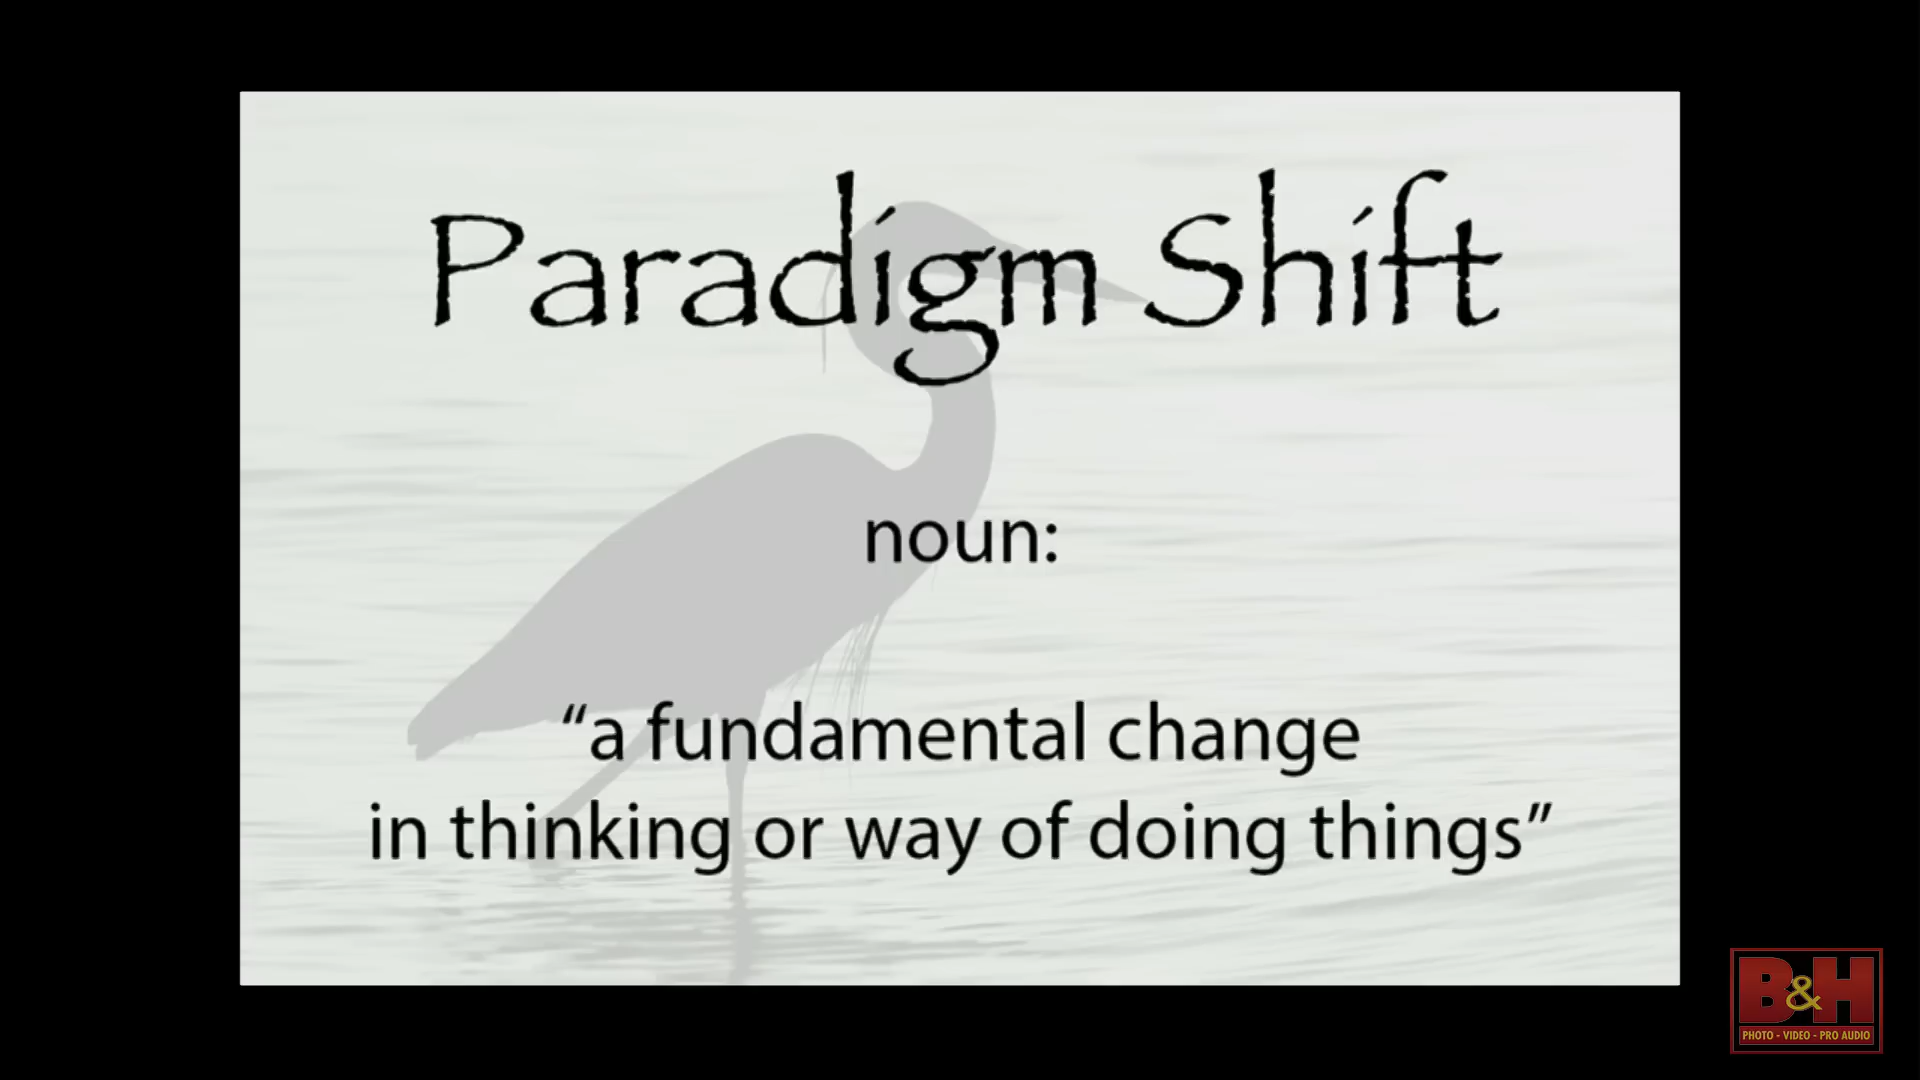 Paradigm Shift
noun:
“a fundamental change
in thinking or way of doing things”
B&H
PHOTO - VIDEO - PRO AUDIO